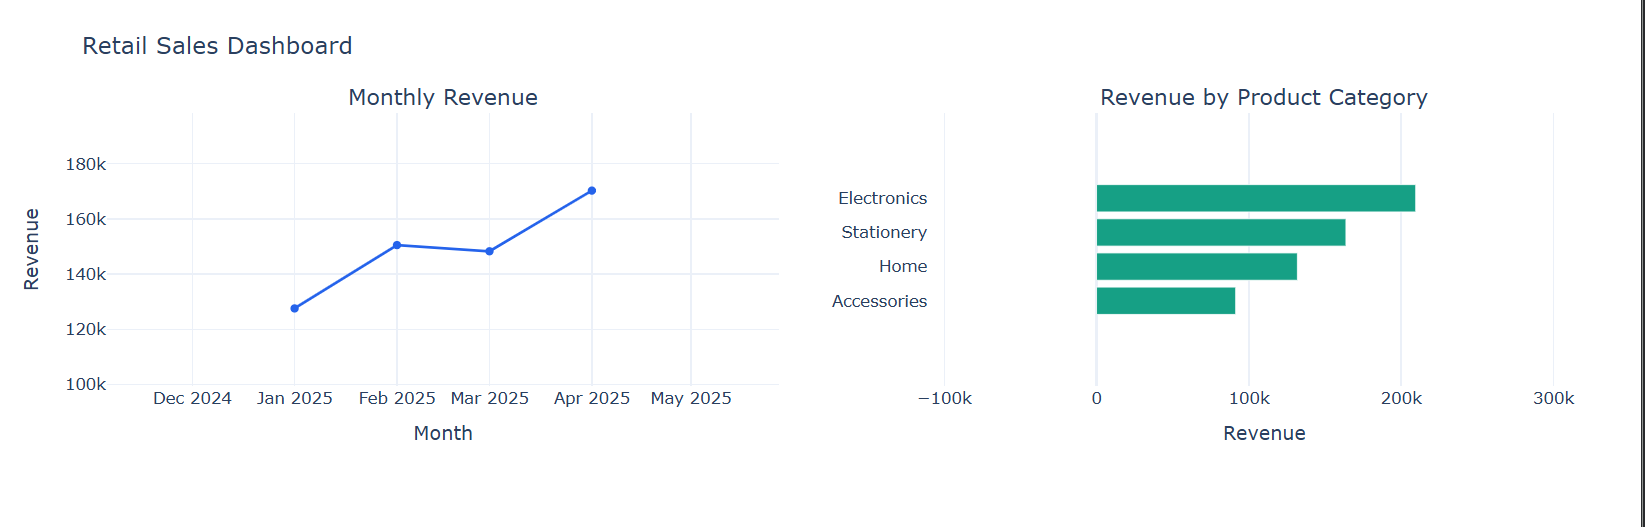 Retail Sales Dashboard
Monthly Revenue
Revenue
180k
160k
140k
120k
100k
Dec 2024 Jan 2025 Feb 2025 Mar 2025 Apr 2025 May 2025
Month
Revenue by Product Category
Electronics
Stationery
Home
Accessories
−100k 0 100k 200k 300k
Revenue